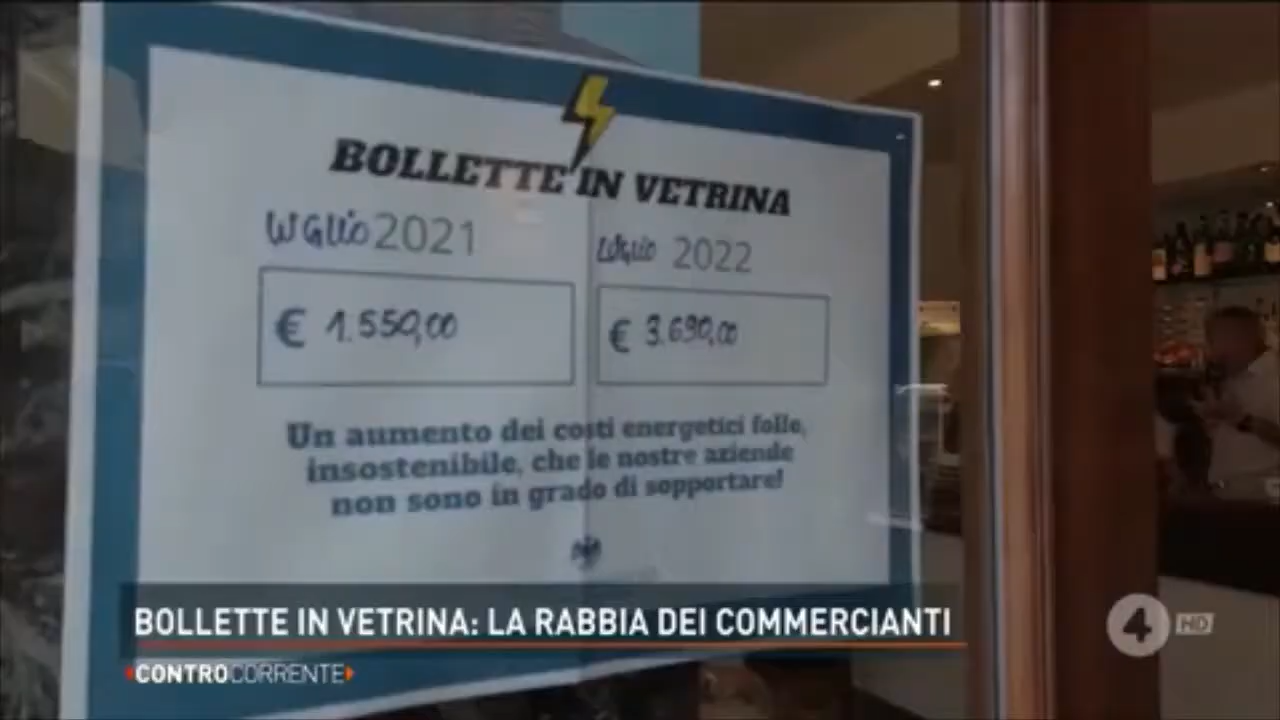 BOLLETTE IN VETRINA
LUGLIO 2021
LUGLIO 2022
€ 1.550,00
€ 3.690,00
Un aumento dei costi energetici folle,
insostenibile, che le nostre aziende
non sono in grado di sopportare!
BOLLETTE IN VETRINA: LA RABBIA DEI COMMERCIANTI
CONTROCORRENTE
4 HD